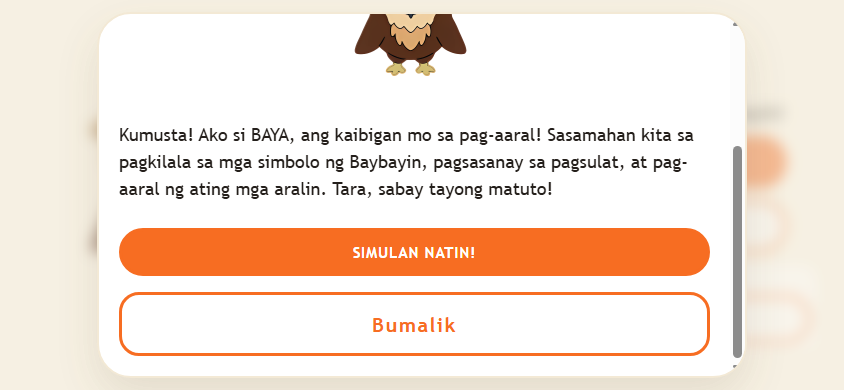 Kumusta! Ako si BAYA, ang kaibigan mo sa pag-aaral! Sasamahan kita sa
pagkilala sa mga simbolo ng Baybayin, pagsasanay sa pagsulat, at pag-
aaral ng ating mga aralin. Tara, sabay tayong matuto!
SIMULAN NATIN!
Bumalik